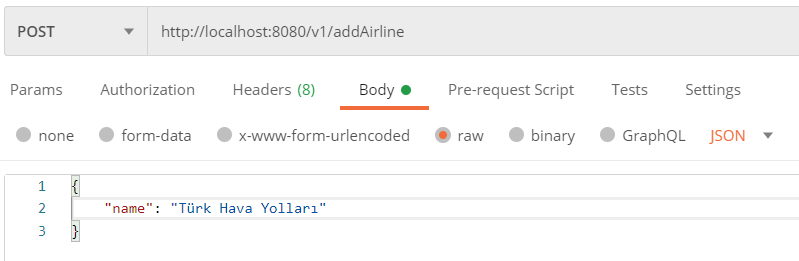 POST http://localhost:8080/v1/addAirline
Params Authorization Headers (8) Body Pre-request Script Tests Settings
none form-data x-www-form-urlencoded raw binary GraphQL JSON
1 {
2 "name": "Türk Hava Yolları"
3 }